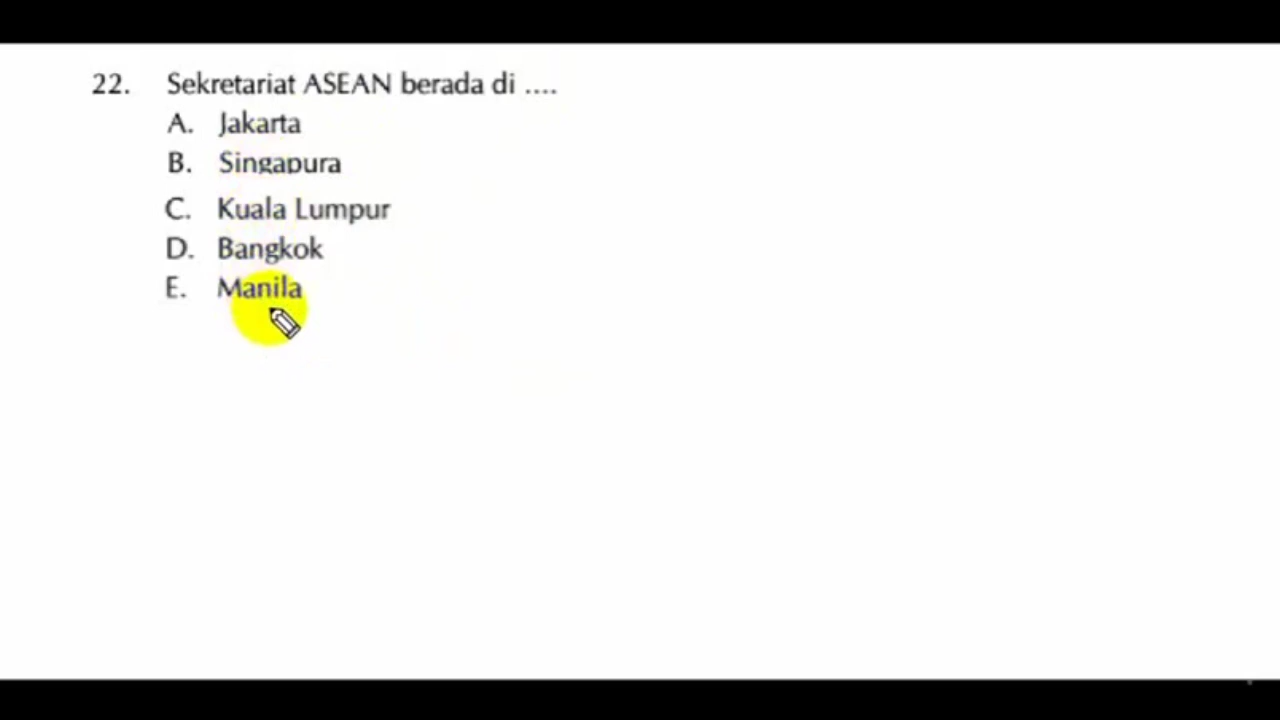 22. Sekretariat ASEAN berada di ....
A. Jakarta
B. Singapura
C. Kuala Lumpur
D. Bangkok
E. Manila